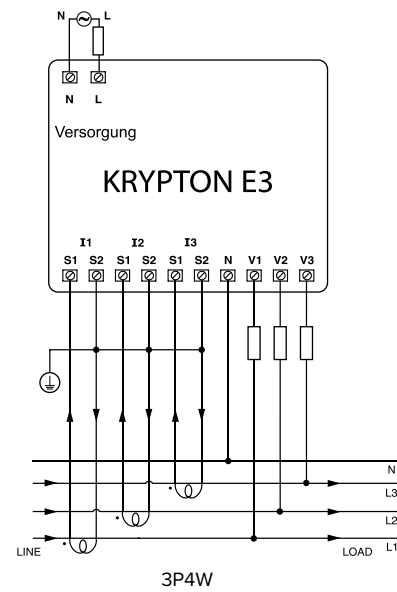 N L
N L
Versorgung
KRYPTON E3
I1 I2 I3
S1 S2 S1 S2 S1 S2 N V1 V2 V3
N
L3
L2
LINE LOAD L1
3P4W